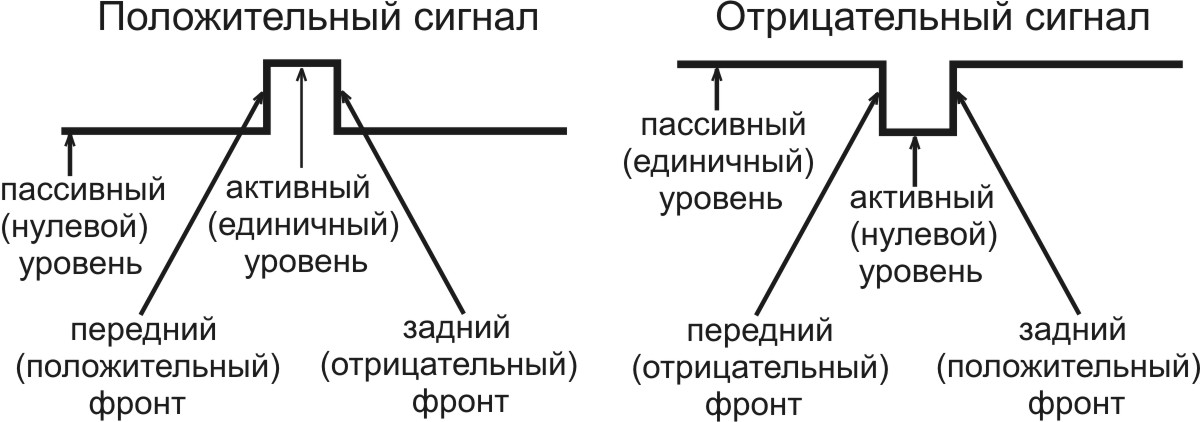 Положительный сигнал
пассивный
(нулевой)
уровень
активный
(единичный)
уровень
передний
(положительный)
фронт
задний
(отрицательный)
фронт
Отрицательный сигнал
пассивный
(единичный)
уровень
активный
(нулевой)
уровень
передний
(отрицательный)
фронт
задний
(положительный)
фронт